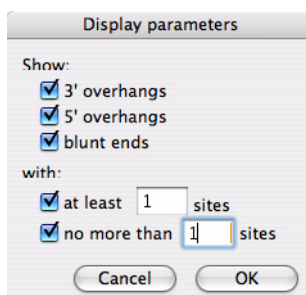 Display parameters
Show:
3' overhangs
5' overhangs
blunt ends
with:
at least 1 sites
no more than 1 sites
Cancel OK